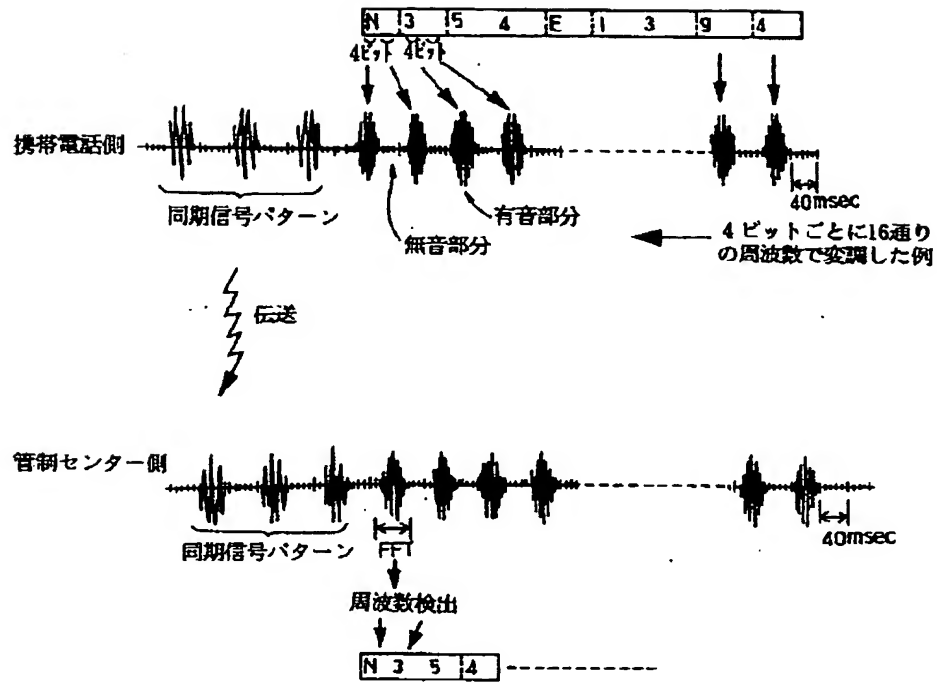 N 3 5 4 E 1 3 9 4
4ビット 4ビット
携帯電話側
同期信号パターン
無音部分
有音部分
40msec
4ビットごとに16通り
の周波数で変調した例
伝送
管制センター側
同期信号パターン
FFT
40msec
周波数検出
N 3 5 4